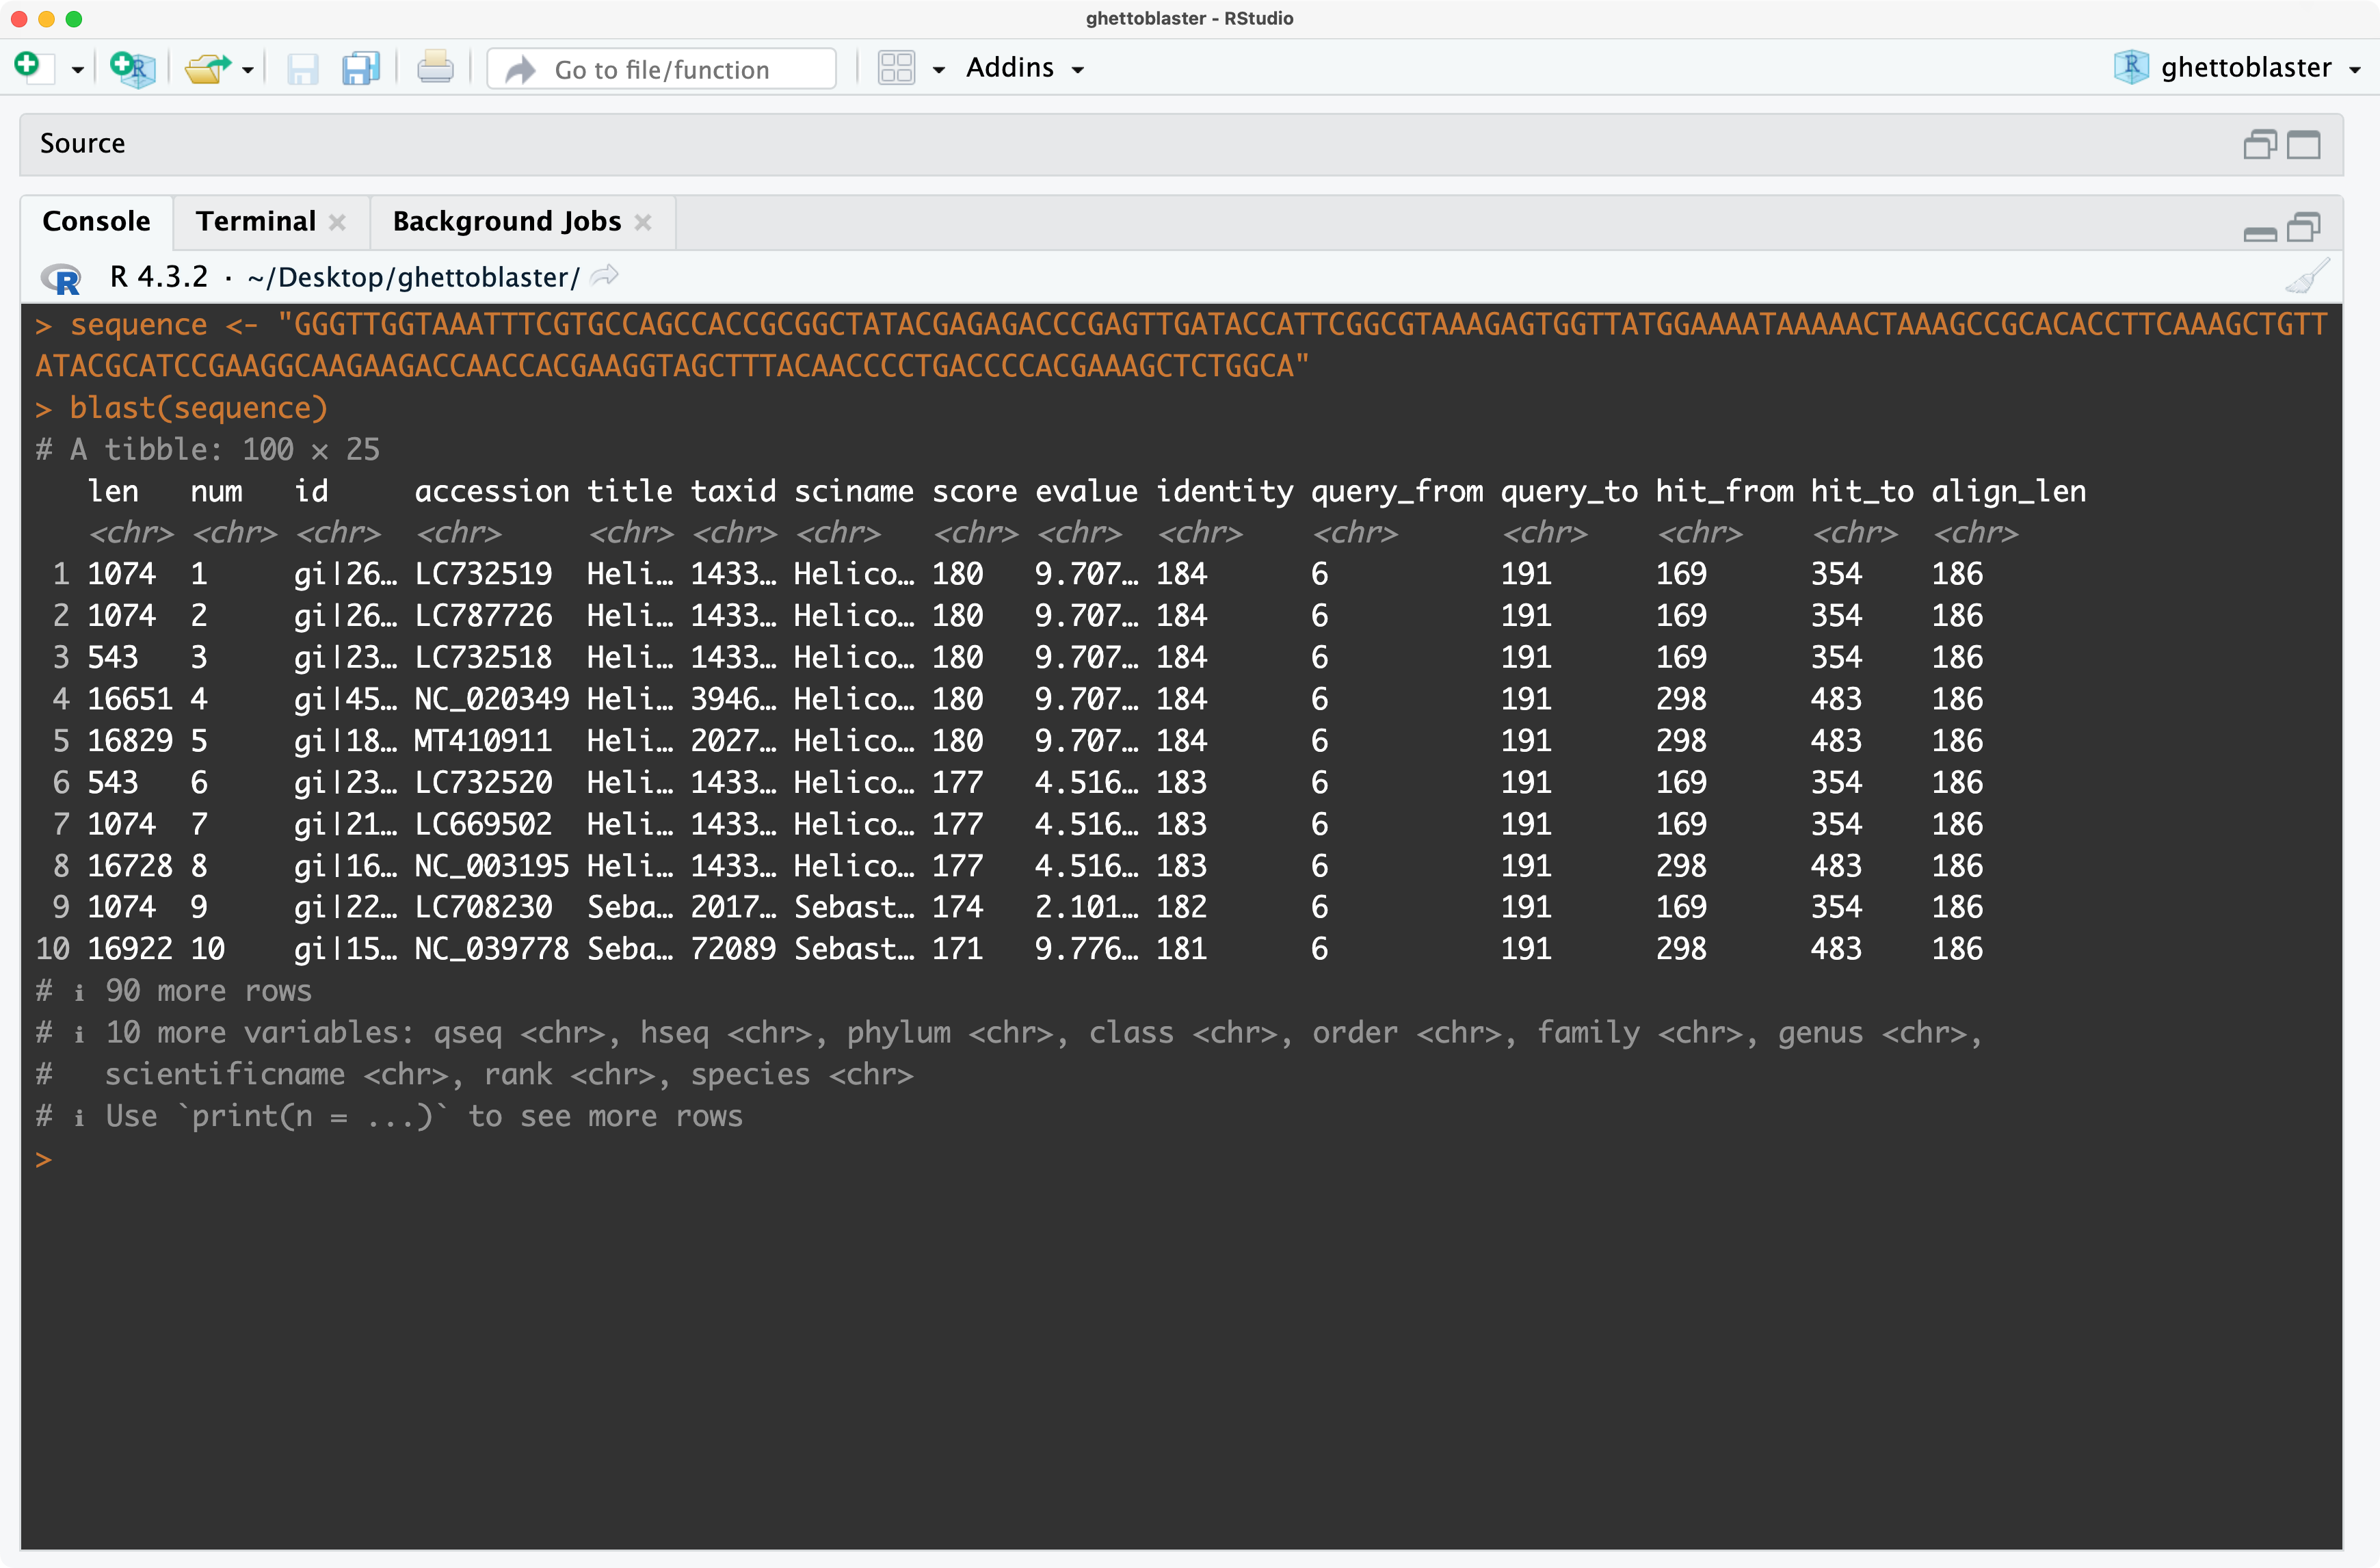 ghettoblaster - RStudio
Go to file/function
Addins
ghettoblaster
Source
Console Terminal Background Jobs
R 4.3.2 · ~/Desktop/ghettoblaster/
> sequence <- "GGGTTGGTAAATTTCGTGCCAGCCACCGCGGCTATACGAGAGACCCGAGTTGATACCATTCGGCGTAAAGAGTGGTTATGGAAAATAAAAACTAAAGCCGCACACCTTCAAAGCTGTT
ATACGCATCCGAAGGCAAGAAGACCAACCACGAAGGTAGCTTTACAACCCCTGACCCCACGAAAGCTCTGGCA"
> blast(sequence)
# A tibble: 100 × 25
len num id accession title taxid sciname score evalue identity query_from query_to hit_from hit_to align_len
<chr> <chr> <chr> <chr> <chr> <chr> <chr> <chr> <chr> <chr> <chr> <chr> <chr> <chr> <chr>
1 1074 1 gi|26… LC732519 Heli… 1433… Helico… 180 9.707… 184 6 191 169 354 186
2 1074 2 gi|26… LC787726 Heli… 1433… Helico… 180 9.707… 184 6 191 169 354 186
3 543 3 gi|23… LC732518 Heli… 1433… Helico… 180 9.707… 184 6 191 169 354 186
4 16651 4 gi|45… NC_020349 Heli… 3946… Helico… 180 9.707… 184 6 191 298 483 186
5 16829 5 gi|18… MT410911 Heli… 2027… Helico… 180 9.707… 184 6 191 298 483 186
6 543 6 gi|23… LC732520 Heli… 1433… Helico… 177 4.516… 183 6 191 169 354 186
7 1074 7 gi|21… LC669502 Heli… 1433… Helico… 177 4.516… 183 6 191 169 354 186
8 16728 8 gi|16… NC_003195 Heli… 1433… Helico… 177 4.516… 183 6 191 298 483 186
9 1074 9 gi|22… LC708230 Seba… 2017… Sebast… 174 2.101… 182 6 191 169 354 186
10 16922 10 gi|15… NC_039778 Seba… 72089 Sebast… 171 9.776… 181 6 191 298 483 186
# ℹ 90 more rows
# ℹ 10 more variables: qseq <chr>, hseq <chr>, phylum <chr>, class <chr>, order <chr>, family <chr>, genus <chr>,
# scientificname <chr>, rank <chr>, species <chr>
# ℹ Use `print(n = ...)` to see more rows
>